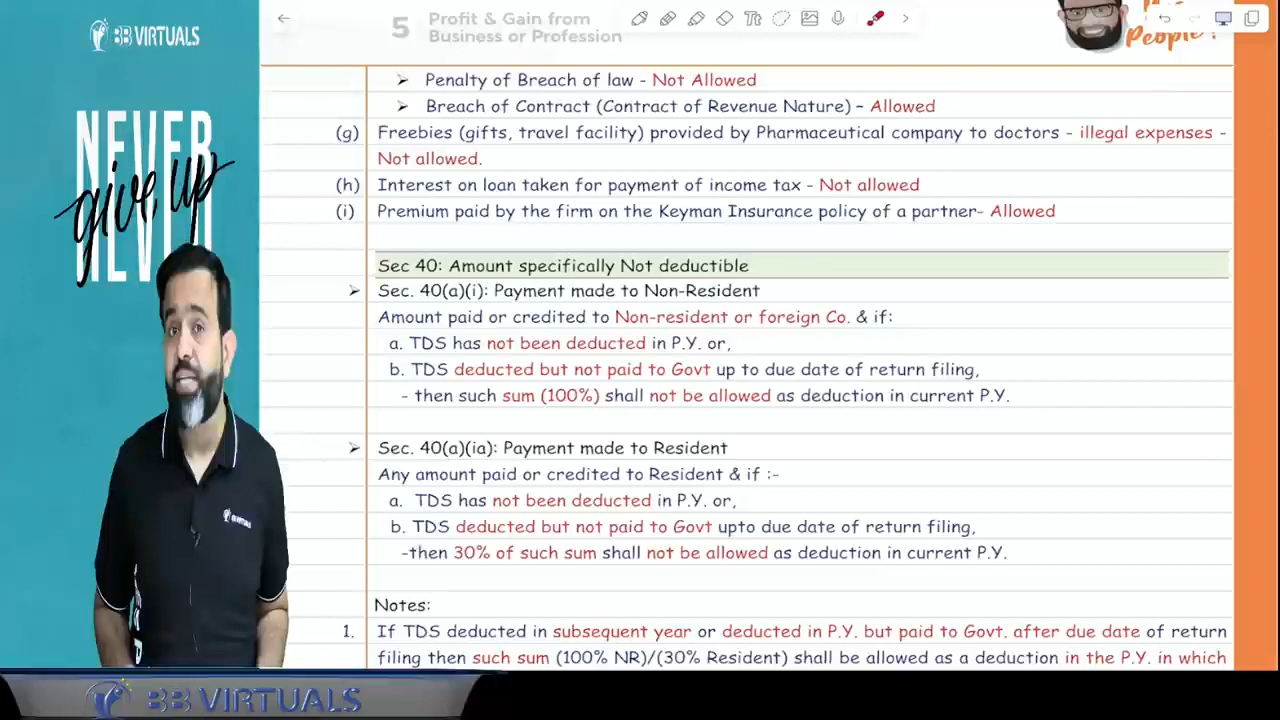 BB VIRTUALS
5 Profit & Gain from
Business or Profession
People!
NEVER
give up
NEVER
➢ Penalty of Breach of law - Not Allowed
➢ Breach of Contract (Contract of Revenue Nature) – Allowed
(g) Freebies (gifts, travel facility) provided by Pharmaceutical company to doctors - illegal expenses -
Not allowed.
(h) Interest on loan taken for payment of income tax - Not allowed
(i) Premium paid by the firm on the Keyman Insurance policy of a partner- Allowed
Sec 40: Amount specifically Not deductible
➢ Sec. 40(a)(i): Payment made to Non-Resident
Amount paid or credited to Non-resident or foreign Co. & if:
a. TDS has not been deducted in P.Y. or,
b. TDS deducted but not paid to Govt up to due date of return filing,
- then such sum (100%) shall not be allowed as deduction in current P.Y.
➢ Sec. 40(a)(ia): Payment made to Resident
Any amount paid or credited to Resident & if :-
a. TDS has not been deducted in P.Y. or,
b. TDS deducted but not paid to Govt upto due date of return filing,
-then 30% of such sum shall not be allowed as deduction in current P.Y.
Notes:
1. If TDS deducted in subsequent year or deducted in P.Y. but paid to Govt. after due date of return
filing then such sum (100% NR)/(30% Resident) shall be allowed as a deduction in the P.Y. in which
BB VIRTUALS
BB VIRTUALS